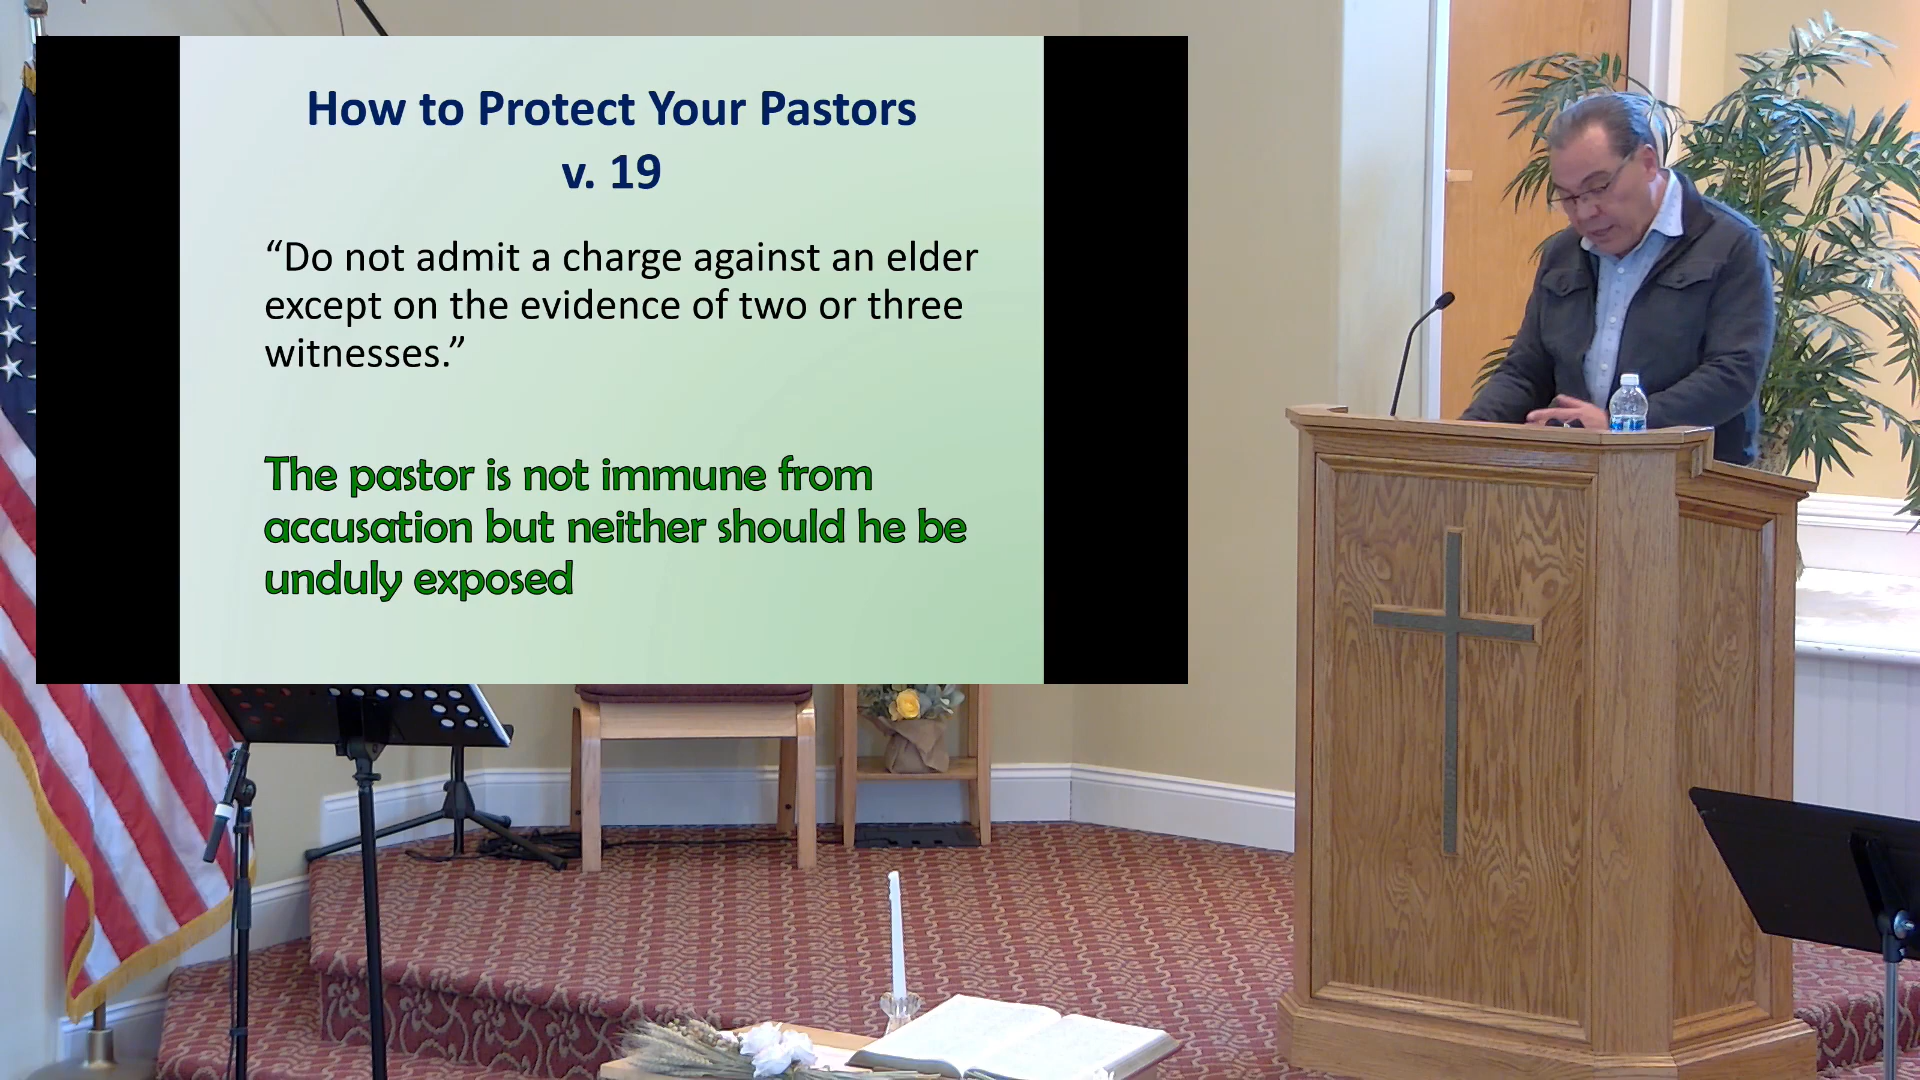 How to Protect Your Pastors
v. 19
“Do not admit a charge against an elder
except on the evidence of two or three
witnesses.”
The pastor is not immune from
accusation but neither should he be
unduly exposed